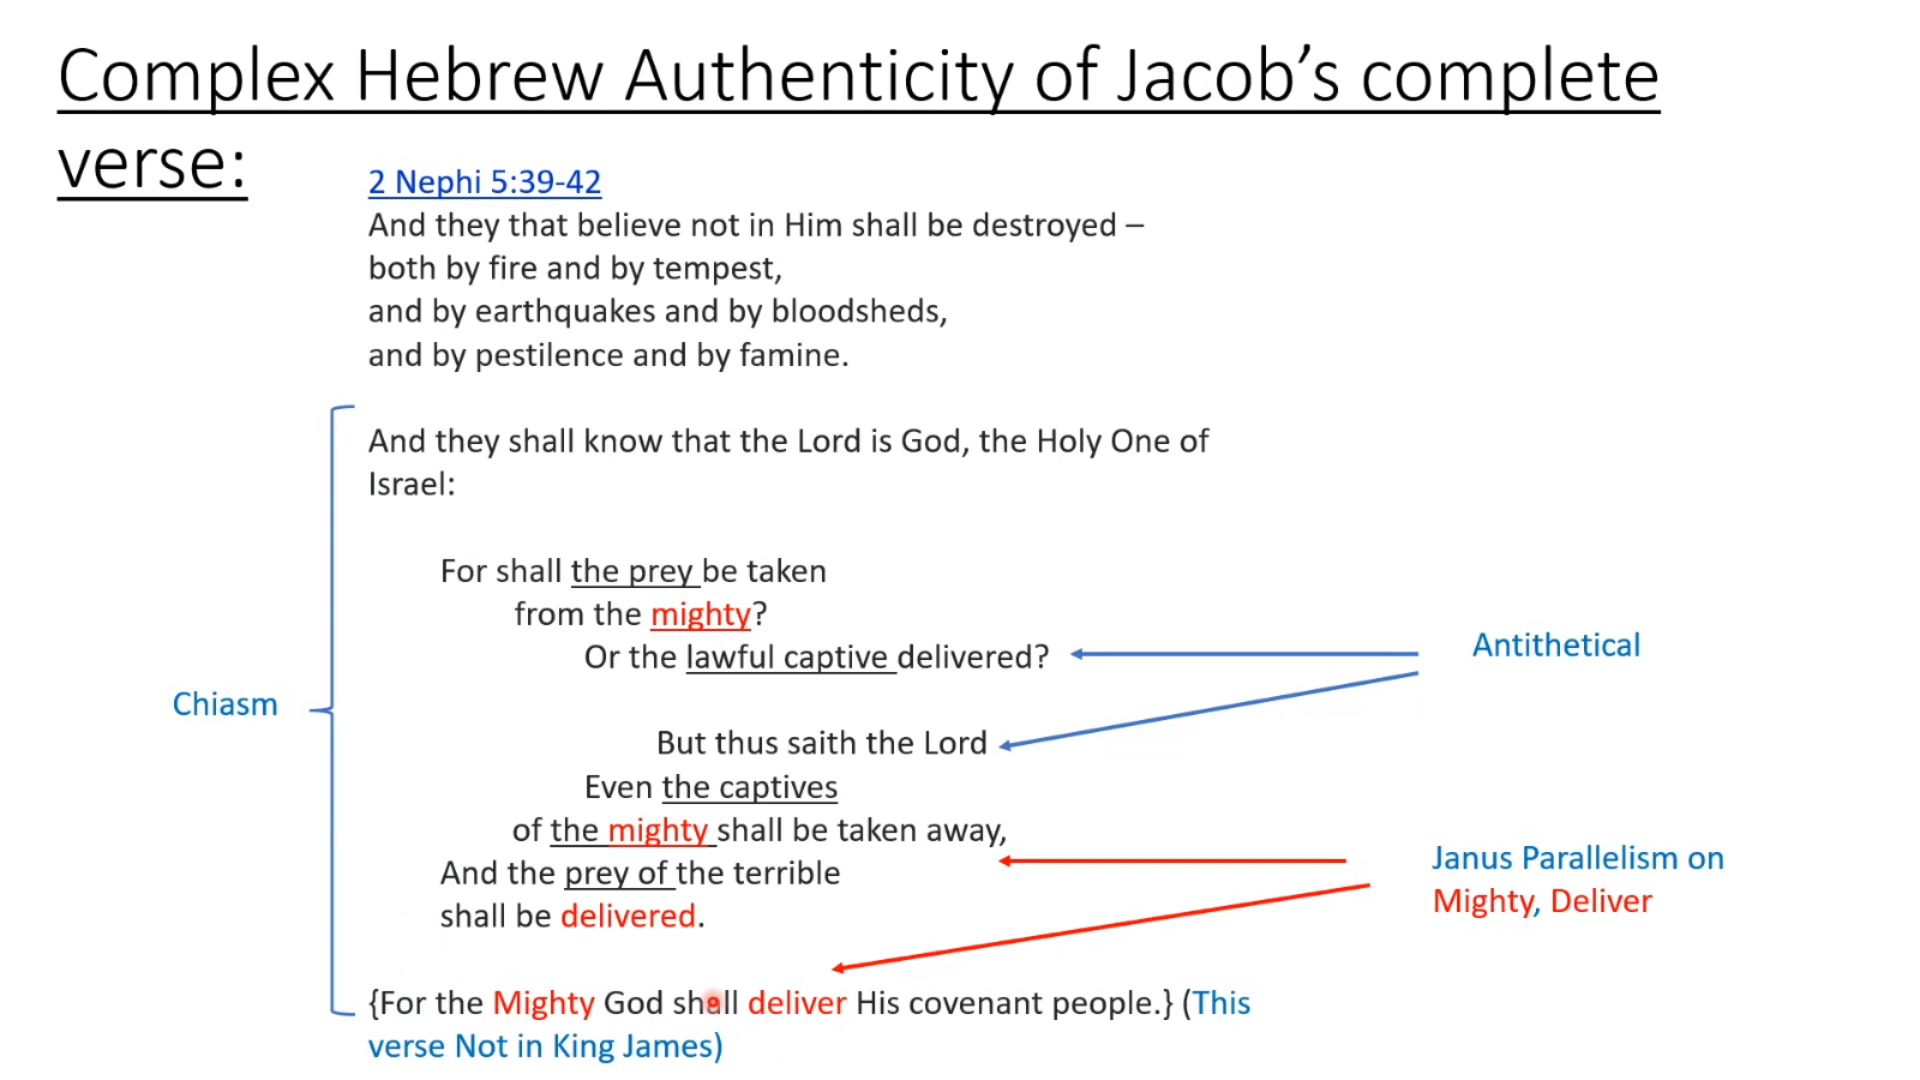 Complex Hebrew Authenticity of Jacob’s complete
verse:
2 Nephi 5:39-42
And they that believe not in Him shall be destroyed –
both by fire and by tempest,
and by earthquakes and by bloodsheds,
and by pestilence and by famine.
And they shall know that the Lord is God, the Holy One of
Israel:
For shall the prey be taken
from the mighty?
Or the lawful captive delivered?
Antithetical
Chiasm
But thus saith the Lord
Even the captives
of the mighty shall be taken away,
And the prey of the terrible
shall be delivered.
Janus Parallelism on
Mighty, Deliver
{For the Mighty God shall deliver His covenant people.} (This
verse Not in King James)